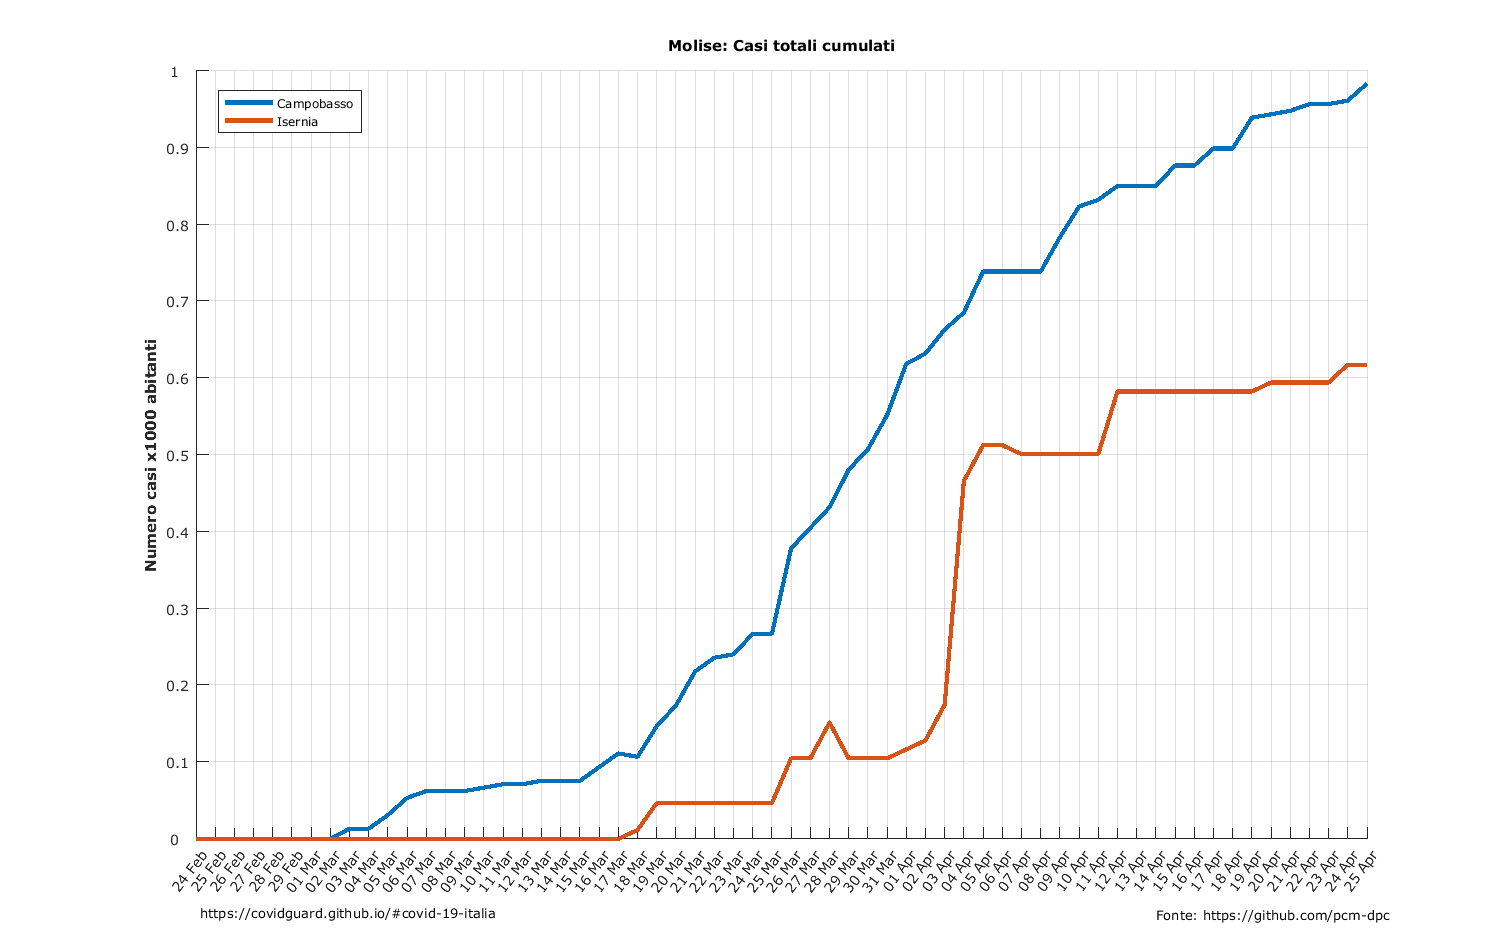 Molise: Casi totali cumulati
Campobasso
Isernia
Numero casi x1000 abitanti
1
0.9
0.8
0.7
0.6
0.5
0.4
0.3
0.2
0.1
0
24 Feb
25 Feb
26 Feb
27 Feb
28 Feb
29 Feb
01 Mar
02 Mar
03 Mar
04 Mar
05 Mar
06 Mar
07 Mar
08 Mar
09 Mar
10 Mar
11 Mar
12 Mar
13 Mar
14 Mar
15 Mar
16 Mar
17 Mar
18 Mar
19 Mar
20 Mar
21 Mar
22 Mar
23 Mar
24 Mar
25 Mar
26 Mar
27 Mar
28 Mar
29 Mar
30 Mar
31 Mar
01 Apr
02 Apr
03 Apr
04 Apr
05 Apr
06 Apr
07 Apr
08 Apr
09 Apr
10 Apr
11 Apr
12 Apr
13 Apr
14 Apr
15 Apr
16 Apr
17 Apr
18 Apr
19 Apr
20 Apr
21 Apr
22 Apr
23 Apr
24 Apr
25 Apr
https://covidguard.github.io/#covid-19-italia
Fonte: https://github.com/pcm-dpc